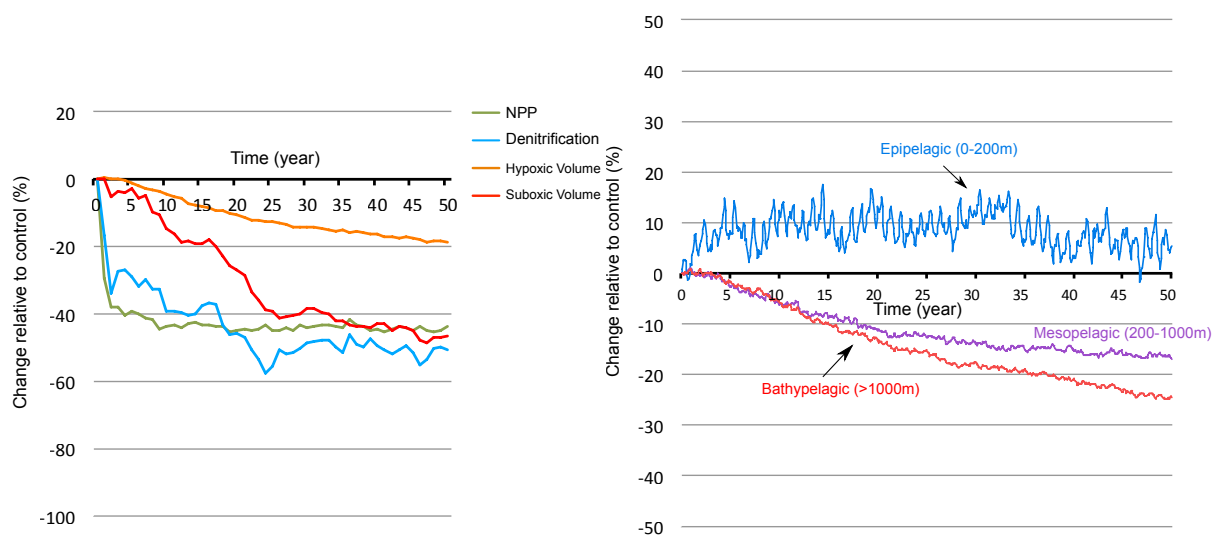 20
0
-20
-40
-60
-80
-100
Change relative to control (%)
Time (year)
0 5 10 15 20 25 30 35 40 45 50
NPP
Denitrification
Hypoxic Volume
Suboxic Volume
50
40
30
20
10
0
-10
-20
-30
-40
-50
Change relative to control (%)
Epipelagic (0-200m)
0 5 10 15 20 25 30 35 40 45 50
Time (year)
Mesopelagic (200-1000m)
Bathypelagic (>1000m)